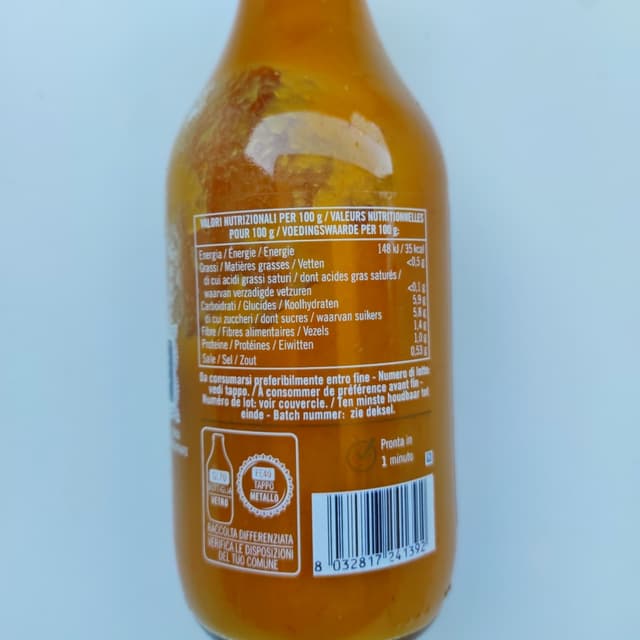 VALORI NUTRIZIONALI PER 100 g / VALEURS NUTRITIONNELLES
POUR 100 g / VOEDINGSWAARDE PER 100 g:
Energia / Énergie / Energie 148 kJ / 35 kcal
Grassi / Matières grasses / Vetten <0.5 g
di cui acidi grassi saturi / dont acides gras saturés /
waarvan verzadigde vetzuren <0.1 g
Carboidrati / Glucides / Koolhydraten 5.9 g
di cui zuccheri / dont sucres / waarvan suikers 5.8 g
Fibre / Fibres alimentaires / Vezels 1.4 g
Proteine / Protéines / Eiwitten 1.0 g
Sale / Sel / Zout 0,53 g
Da consumarsi preferibilmente entro fine - Numero di lotto:
vedi tappo. / À consommer de préférence avant fin -
Numéro de lot: voir couvercle. / Ten minste houdbaar tot
einde - Batch nummer: zie deksel.
Pronta in
1 minuto
GL70
BOTTIGLIA
VETRO
FE40
TAPPO
METALLO
RACCOLTA DIFFERENZIATA
VERIFICA LE DISPOSIZIONI
DEL TUO COMUNE
8 032817 241392